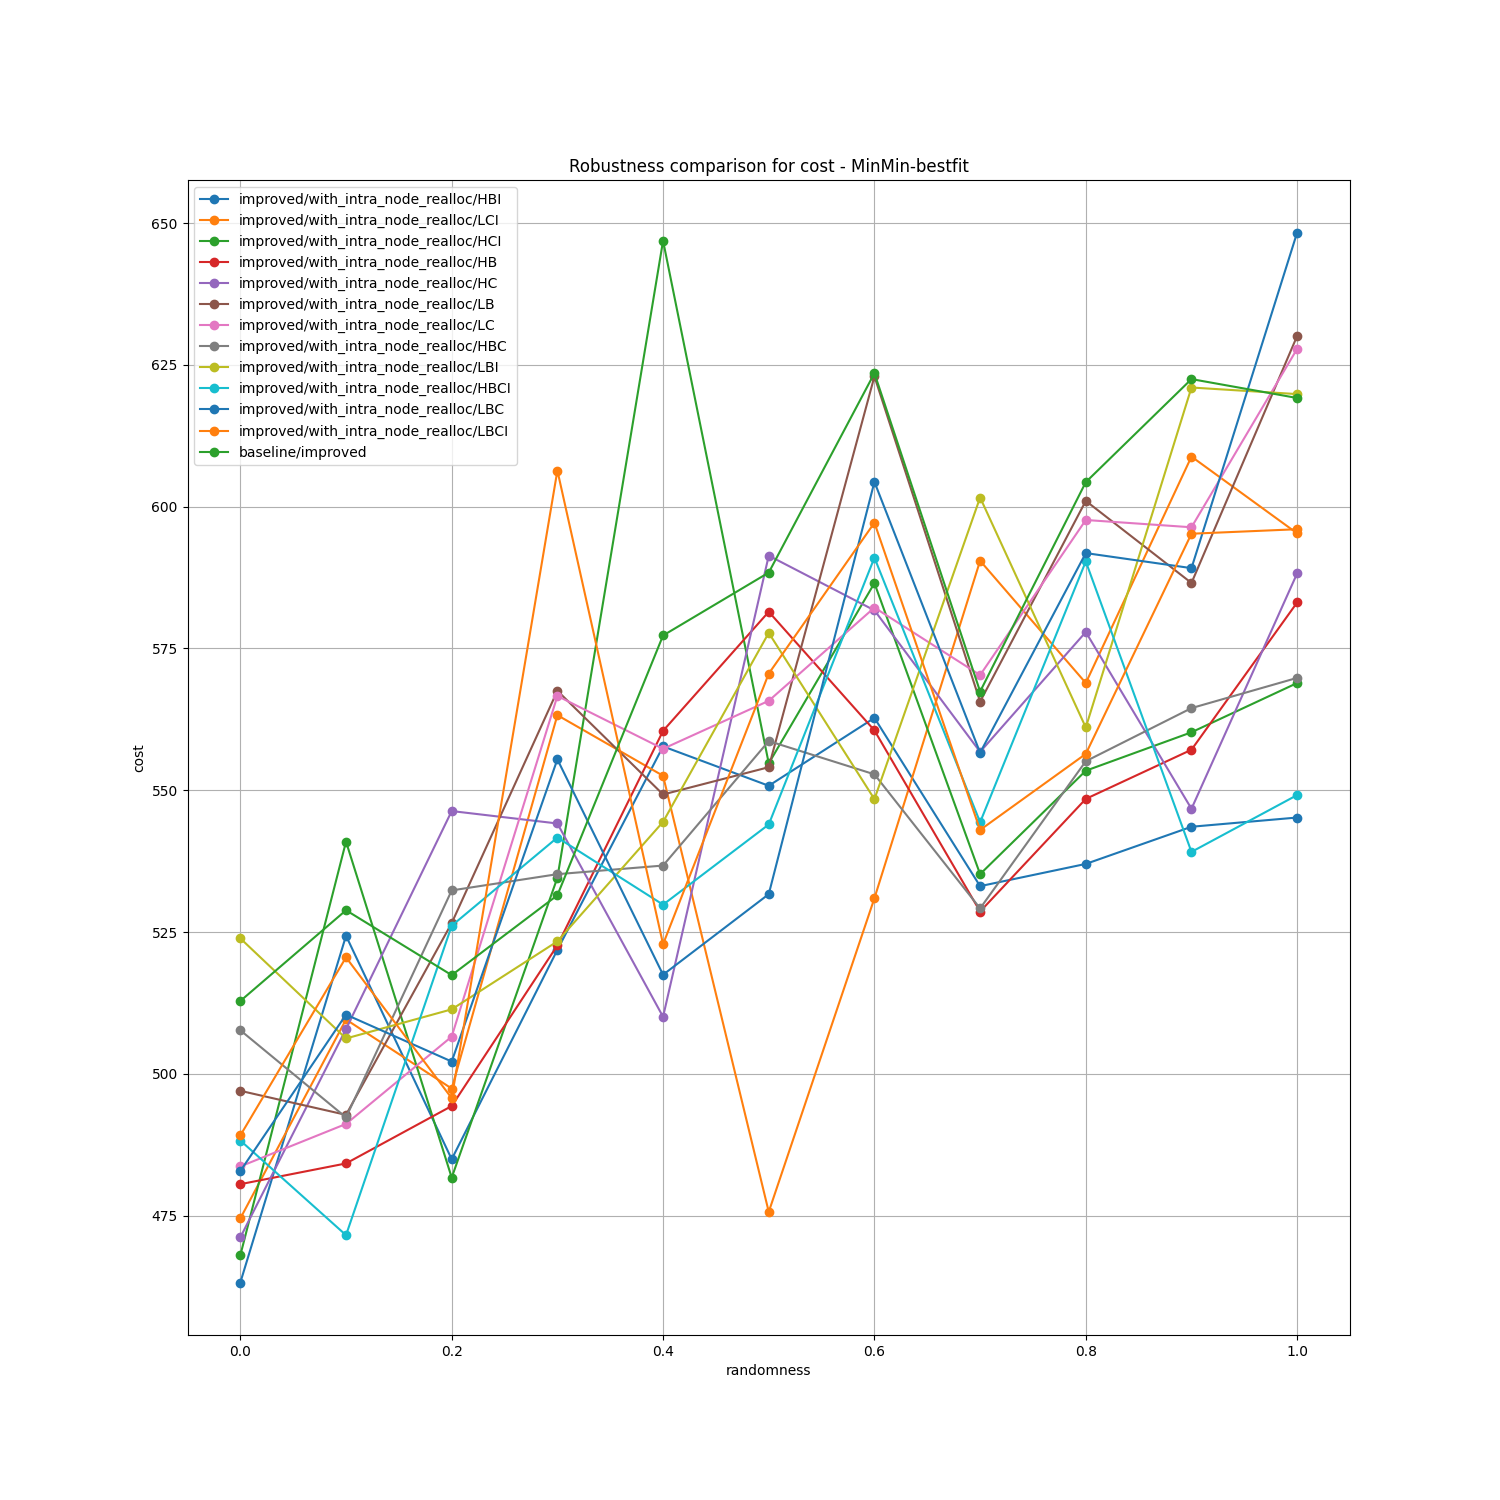 Robustness comparison for cost - MinMin-bestfit
improved/with_intra_node_realloc/HBI
improved/with_intra_node_realloc/LCI
improved/with_intra_node_realloc/HCI
improved/with_intra_node_realloc/HB
improved/with_intra_node_realloc/HC
improved/with_intra_node_realloc/LB
improved/with_intra_node_realloc/LC
improved/with_intra_node_realloc/HBC
improved/with_intra_node_realloc/LBI
improved/with_intra_node_realloc/HBCI
improved/with_intra_node_realloc/LBC
improved/with_intra_node_realloc/LBCI
baseline/improved
650
625
600
575
550
525
500
475
cost
0.0 0.2 0.4 0.6 0.8 1.0
randomness